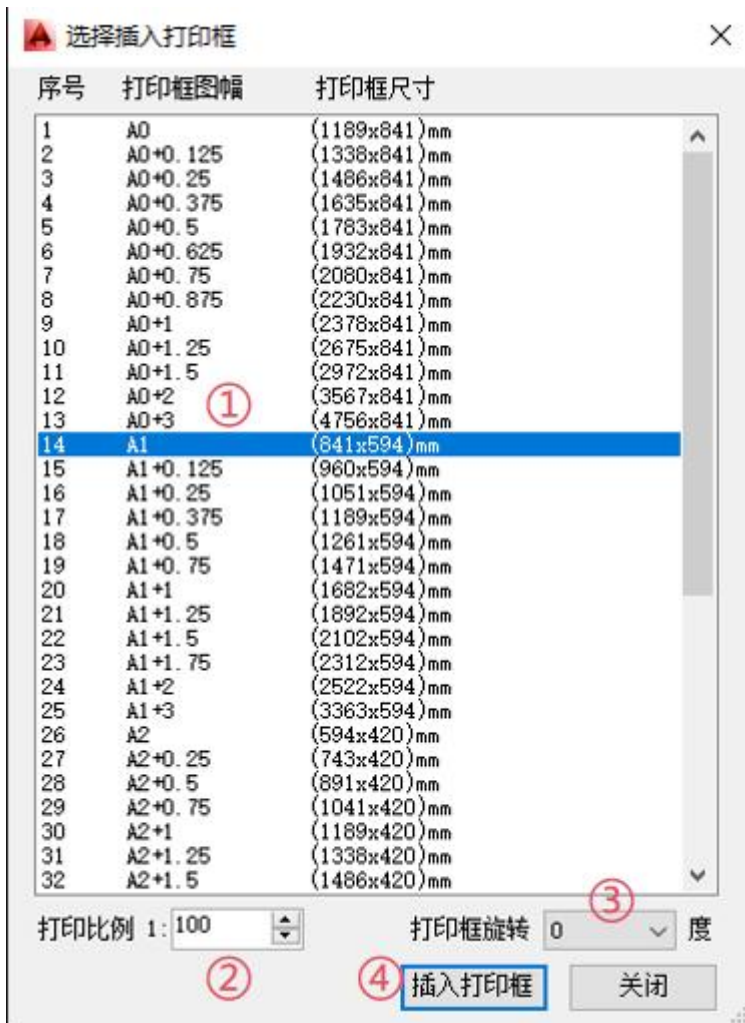 选择插入打印框
序号 打印框图幅 打印框尺寸
1 A0 (1189x841)mm
2 A0+0.125 (1338x841)mm
3 A0+0.25 (1486x841)mm
4 A0+0.375 (1635x841)mm
5 A0+0.5 (1783x841)mm
6 A0+0.625 (1932x841)mm
7 A0+0.75 (2080x841)mm
8 A0+0.875 (2230x841)mm
9 A0+1 (2378x841)mm
10 A0+1.25 (2675x841)mm
11 A0+1.5 (2972x841)mm
12 A0+2 (3567x841)mm
①
13 A0+3 (4756x841)mm
14 A1 (841x594)mm
15 A1+0.125 (960x594)mm
16 A1+0.25 (1051x594)mm
17 A1+0.375 (1189x594)mm
18 A1+0.5 (1261x594)mm
19 A1+0.75 (1471x594)mm
20 A1+1 (1682x594)mm
21 A1+1.25 (1892x594)mm
22 A1+1.5 (2102x594)mm
23 A1+1.75 (2312x594)mm
24 A1+2 (2522x594)mm
25 A1+3 (3363x594)mm
26 A2 (594x420)mm
27 A2+0.25 (743x420)mm
28 A2+0.5 (891x420)mm
29 A2+0.75 (1041x420)mm
30 A2+1 (1189x420)mm
31 A2+1.25 (1338x420)mm
32 A2+1.5 (1486x420)mm
③
打印比例 1: 100 打印框旋转 0 度
② ④ 插入打印框 关闭